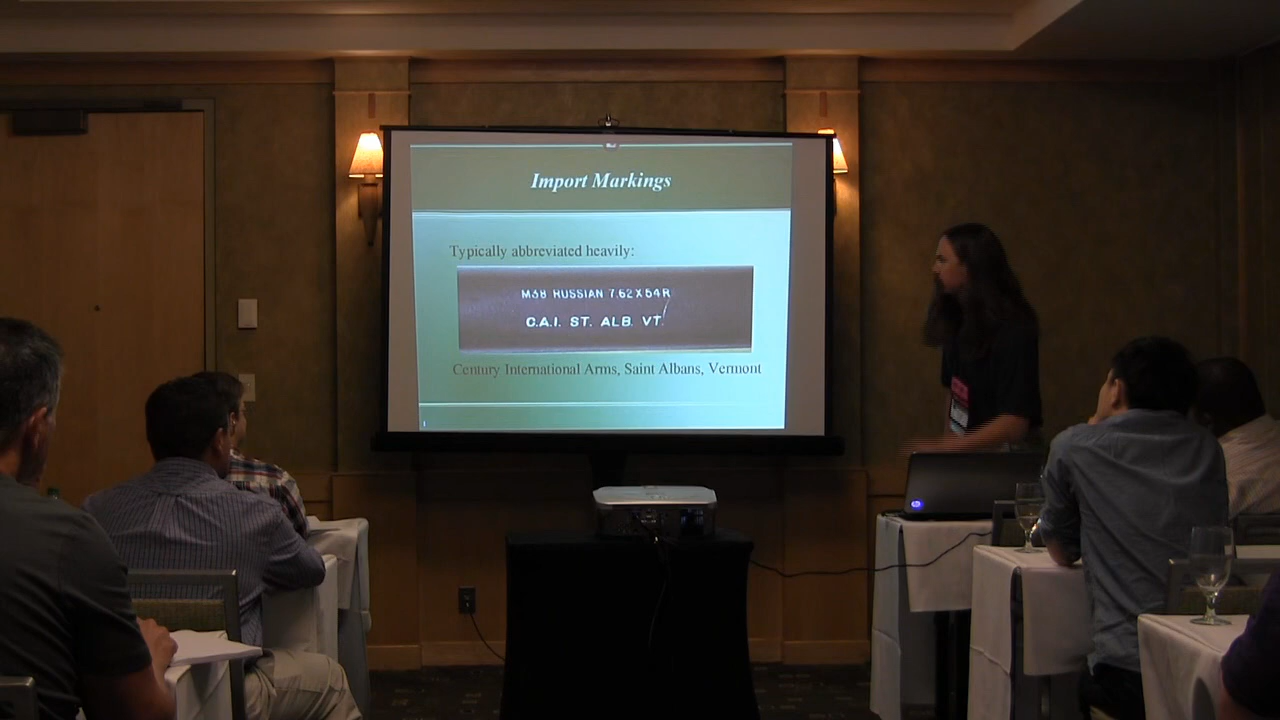 Import Markings
Typically abbreviated heavily:
M38 RUSSIAN 7.62X54R
C.A.I. ST. ALB. VT.
Century International Arms, Saint Albans, Vermont